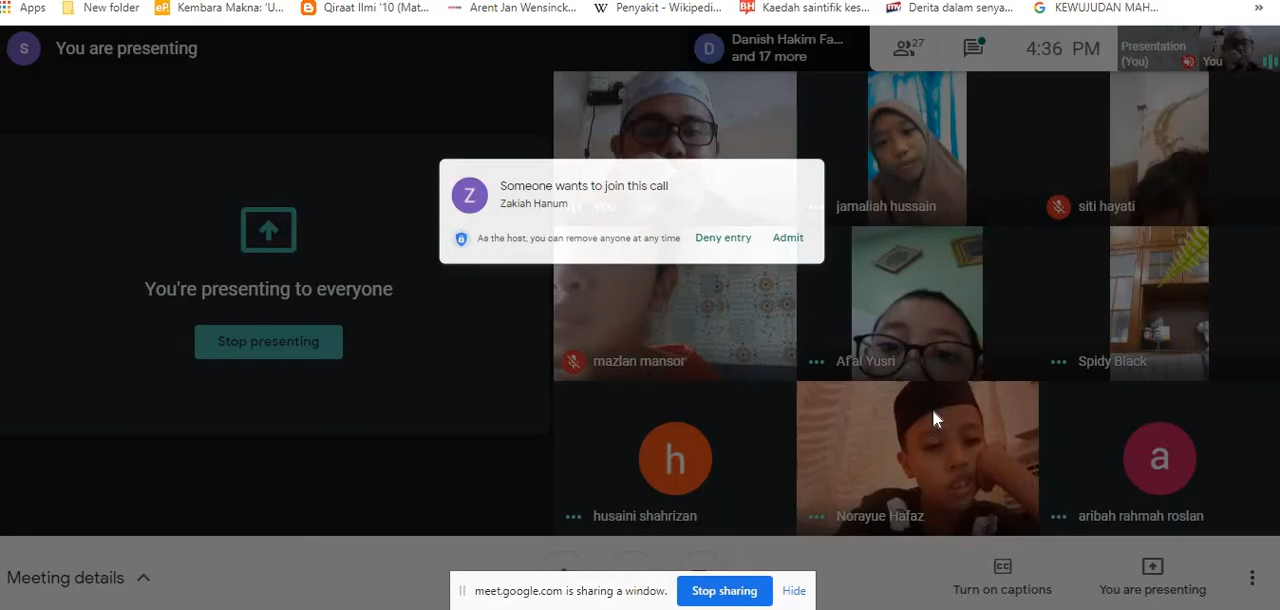 Apps
New folder
eP
Kembara Makna: 'U...
Qiraat Ilmi '10 (Mat...
Arent Jan Wensinck...
W
Penyakit - Wikipedi...
BH
Kaedah saintifik kes...
my
Derita dalam senya...
G
KEWUJUDAN MAH...
»
S
You are presenting
D
Danish Hakim Fa...
and 17 more
27
4:36 PM
Presentation
(You)
You
Z
Someone wants to join this call
Zakiah Hanum
As the host, you can remove anyone at any time
Deny entry
Admit
You
jamaliah hussain
siti hayati
You're presenting to everyone
Stop presenting
mazlan mansor
Af'al Yusri
Spidy Black
h
husaini shahrizan
Norayue Hafaz
a
aribah rahmah roslan
Meeting details
meet.google.com is sharing a window.
Stop sharing
Hide
CC
Turn on captions
You are presenting